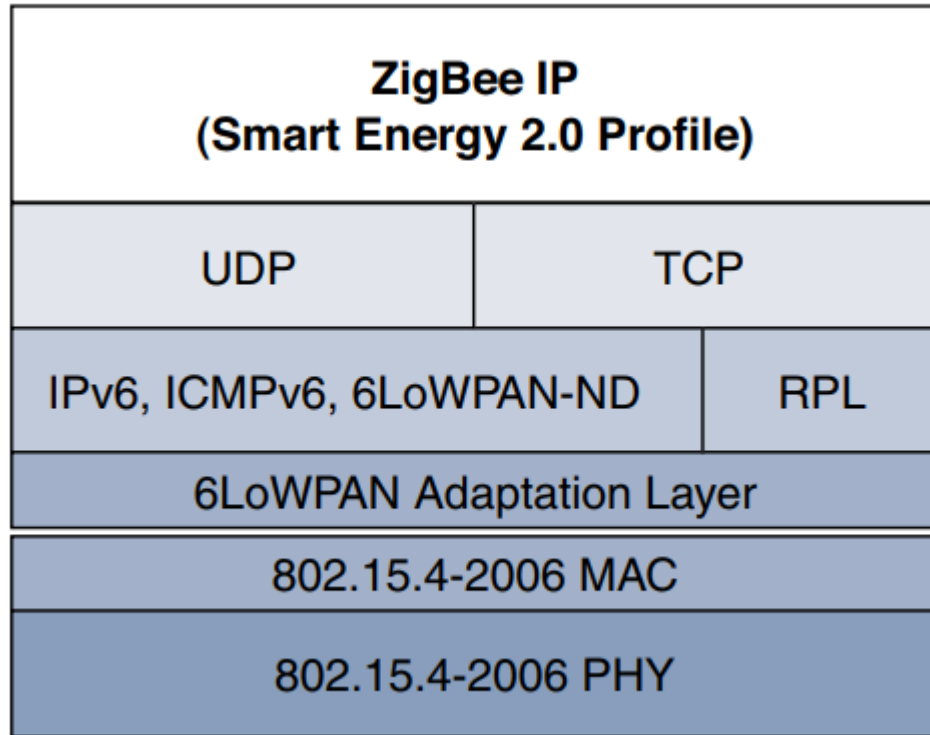 ZigBee IP
(Smart Energy 2.0 Profile)
UDP
TCP
IPv6, ICMPv6, 6LoWPAN-ND
RPL
6LoWPAN Adaptation Layer
802.15.4-2006 MAC
802.15.4-2006 PHY